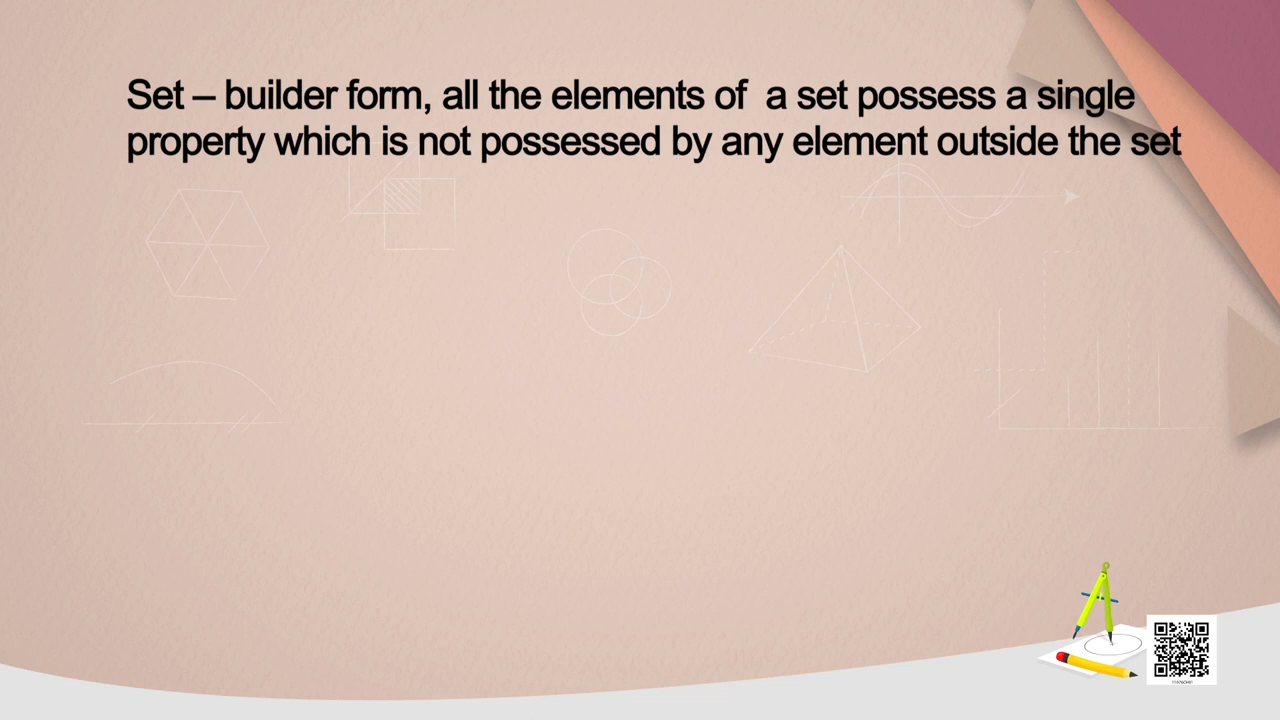 Set – builder form, all the elements of  a set possess a single
property which is not possessed by any element outside the set